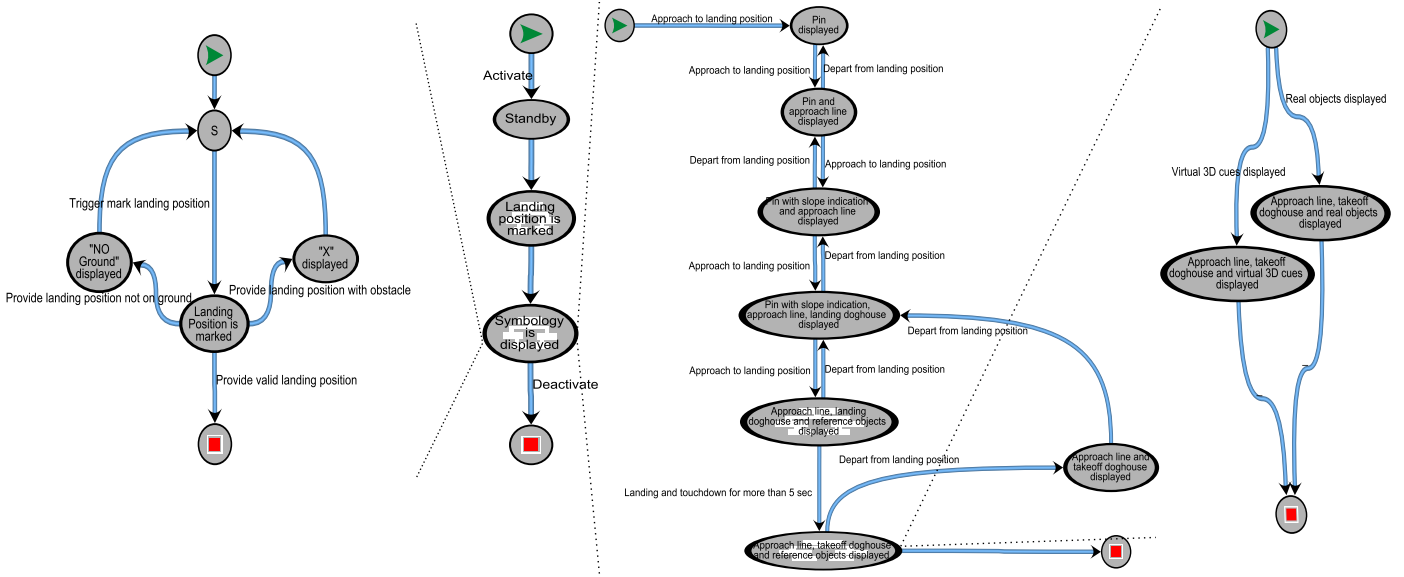 S
Trigger mark landing position
"NO
Ground"
displayed
"X"
displayed
Provide landing position not on ground
Provide landing position with obstacle
Landing
Position is
marked
Provide valid landing position
Activate
Standby
Landing
position is
marked
Symbology
is
displayed
Deactivate
Approach to landing position
Pin
displayed
Approach to landing position
Depart from landing position
Pin and
approach line
displayed
Depart from landing position
Approach to landing position
Pin with slope indication
and approach line
displayed
Approach to landing position
Depart from landing position
Pin with slope indication,
approach line, landing doghouse
displayed
Depart from landing position
Approach to landing position
Depart from landing position
Approach line, landing
doghouse and reference objects
displayed
Depart from landing position
Approach line and
takeoff doghouse
displayed
Landing and touchdown for more than 5 sec
Approach line, takeoff doghouse
and reference objects displayed
Real objects displayed
Virtual 3D cues displayed
Approach line, takeoff
doghouse and real objects
displayed
Approach line, takeoff
doghouse and virtual 3D cues
displayed